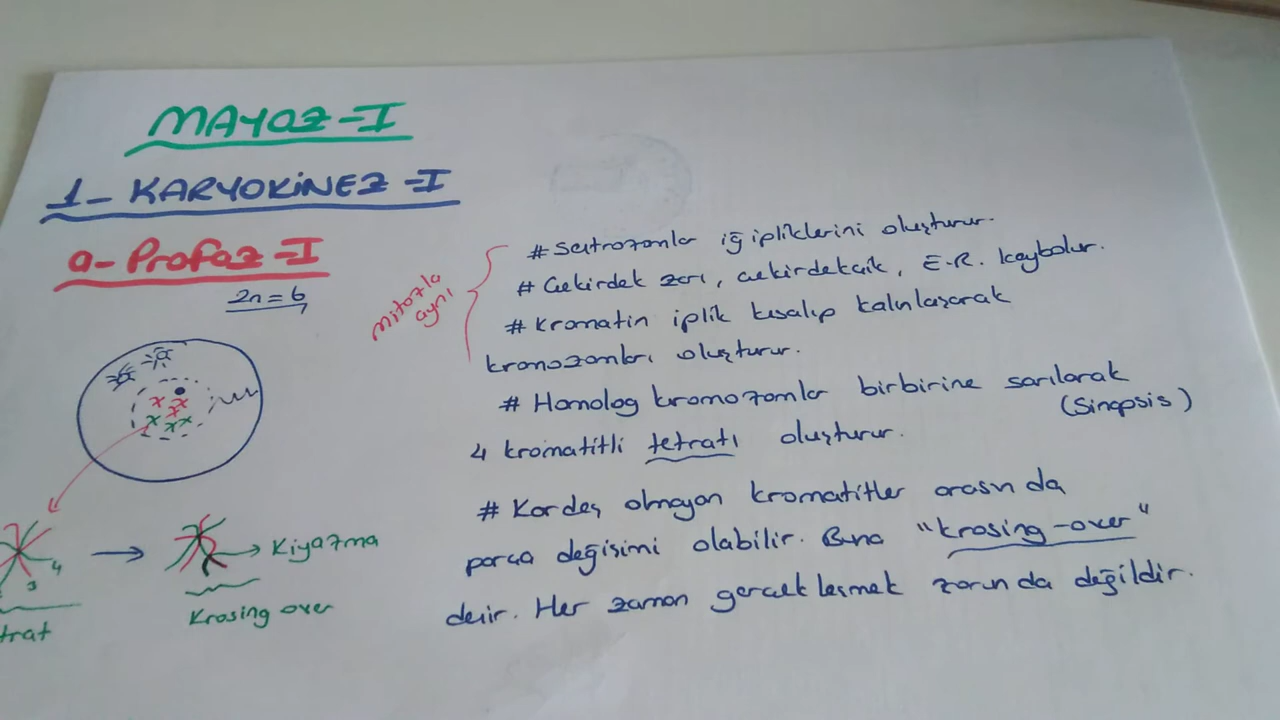 MAYOZ-I
1- KARYOKİNEZ-I
a- Profaz-I
2n=6
Mitozla
aynı
# Sentrozomlar iğ ipliklerini oluşturur.
# Çekirdek zarı, çekirdekçik, E.R. kaybolur.
# Kromatin iplik kısalıp kalınlaşarak
kromozomları oluşturur.
# Homolog kromozomlar birbirine sarılarak
(Sinapsis)
4 kromatitli tetratı oluşturur.
# Kardeş olmayan kromatitler arasında
parça değişimi olabilir. Buna "krosing-over"
denir. Her zaman gerçekleşmek zorunda değildir.
3 4
trat
Kiyazma
Krosing over